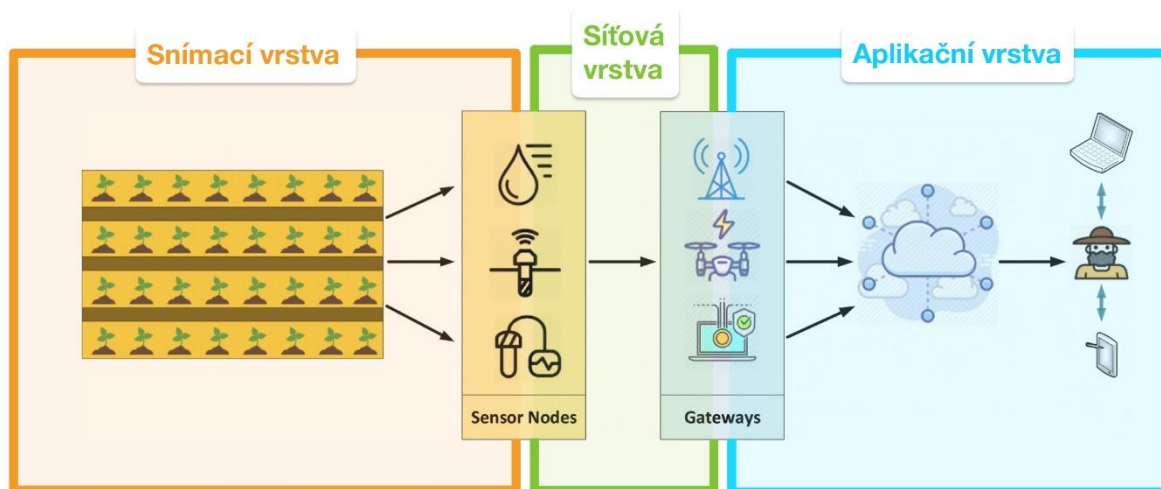 Snímací vrstva
Síťová
vrstva
Aplikační vrstva
Sensor Nodes
Gateways